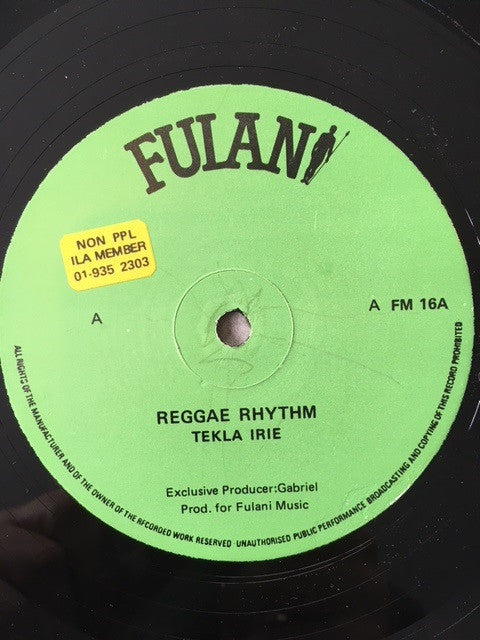 FULANI
NON PPL
ILA MEMBER
01-935 2303
A
A FM 16A
REGGAE RHYTHM
TEKLA IRIE
Exclusive Producer:Gabriel
Prod. for Fulani Music
ALL RIGHTS OF THE MANUFACTURER AND OF THE OWNER OF THE RECORDED WORK RESERVED · UNAUTHORISED PUBLIC PERFORMANCE BROADCASTING AND COPYING OF THIS RECORD PROHIBITED